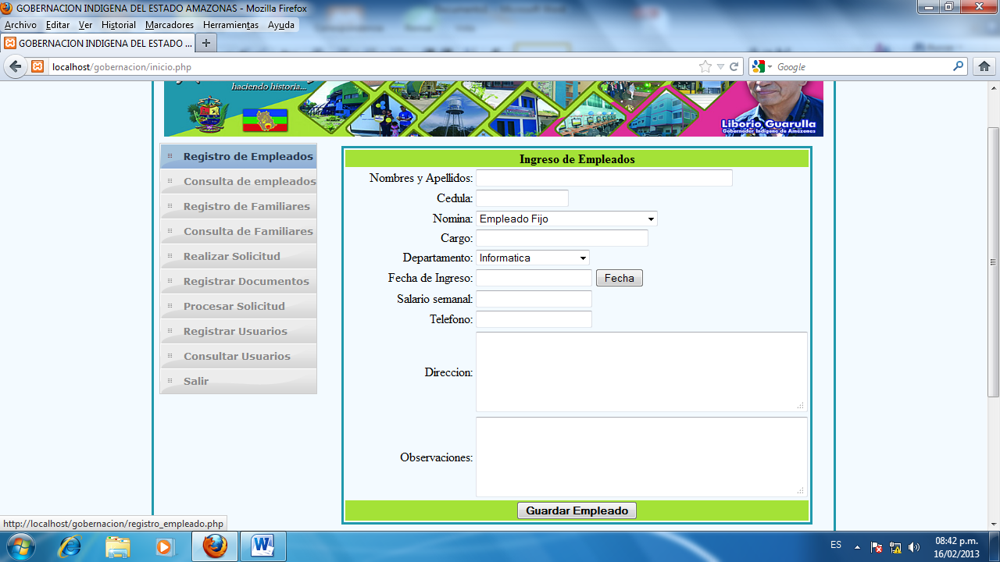 GOBERNACION INDIGENA DEL ESTADO AMAZONAS - Mozilla Firefox
Archivo Editar Ver Historial Marcadores Herramientas Ayuda
GOBERNACION INDIGENA DEL ESTADO ...
localhost/gobernacion/inicio.php
Google
haciendo historia...
Liborio Guarulla
Gobernador Indígena de Amazonas
Registro de Empleados
Consulta de empleados
Registro de Familiares
Consulta de Familiares
Realizar Solicitud
Registrar Documentos
Procesar Solicitud
Registrar Usuarios
Consultar Usuarios
Salir
Ingreso de Empleados
Nombres y Apellidos:
Cedula:
Nomina: Empleado Fijo
Cargo:
Departamento: Informatica
Fecha de Ingreso: Fecha
Salario semanal:
Telefono:
Direccion:
Observaciones:
Guardar Empleado
http://localhost/gobernacion/registro_empleado.php
ES
08:42 p.m.
16/02/2013